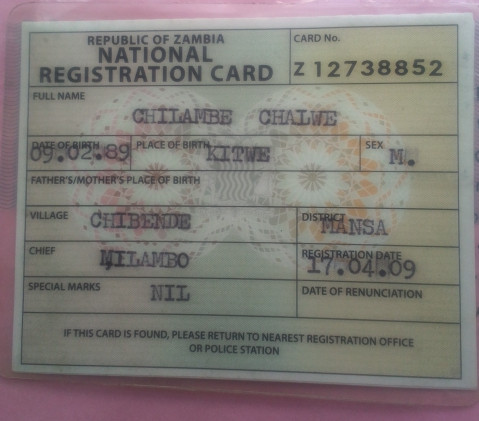 REPUBLIC OF ZAMBIA
NATIONAL
REGISTRATION CARD
CARD No.
Z 12738852
FULL NAME
CHILAMBE CHALWE
DATE OF BIRTH
09.02.89
PLACE OF BIRTH
KITWE
SEX
M.
FATHER'S/MOTHER'S PLACE OF BIRTH
VILLAGE
CHIBENDE
DISTRICT
MANSA
CHIEF
MILAMBO
REGISTRATION DATE
17.04.09
SPECIAL MARKS
NIL
DATE OF RENUNCIATION
IF THIS CARD IS FOUND, PLEASE RETURN TO NEAREST REGISTRATION OFFICE
OR POLICE STATION